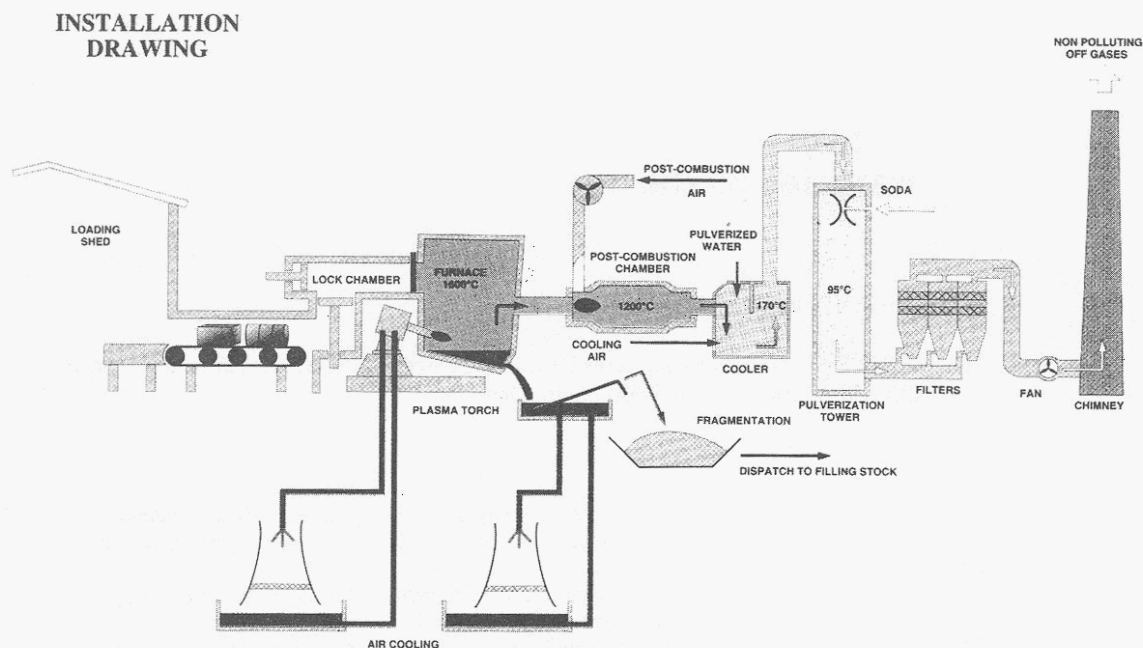 INSTALLATION
DRAWING
NON POLLUTING
OFF GASES
POST-COMBUSTION
AIR
SODA
LOADING
SHED
PULVERIZED
WATER
LOCK CHAMBER
FURNACE
1600°C
POST-COMBUSTION
CHAMBER
1200°C
170°C
95°C
COOLING
AIR
COOLER
FILTERS
FAN
CHIMNEY
PLASMA TORCH
PULVERIZATION
TOWER
FRAGMENTATION
DISPATCH TO FILLING STOCK
AIR COOLING